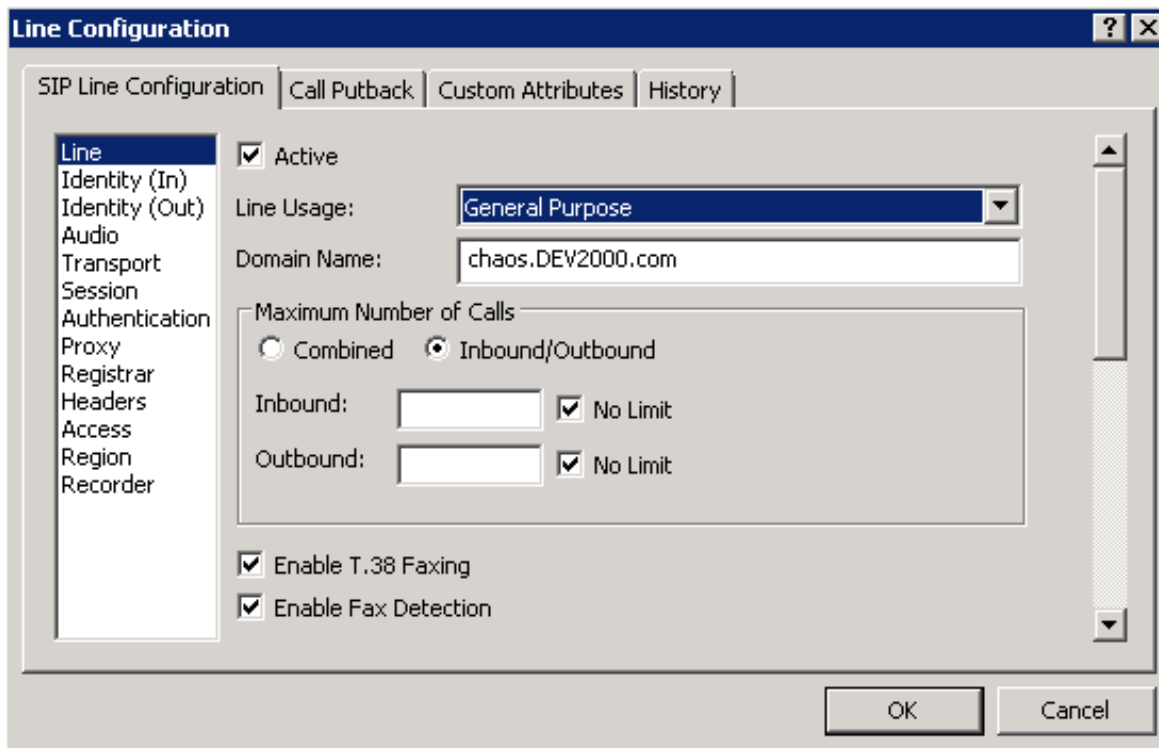 Line Configuration
SIP Line Configuration
Call Putback
Custom Attributes
History
Line
Identity (In)
Identity (Out)
Audio
Transport
Session
Authentication
Proxy
Registrar
Headers
Access
Region
Recorder
Active
Line Usage: General Purpose
Domain Name: chaos.DEV2000.com
Maximum Number of Calls
Combined Inbound/Outbound
Inbound: No Limit
Outbound: No Limit
Enable T.38 Faxing
Enable Fax Detection
OK Cancel